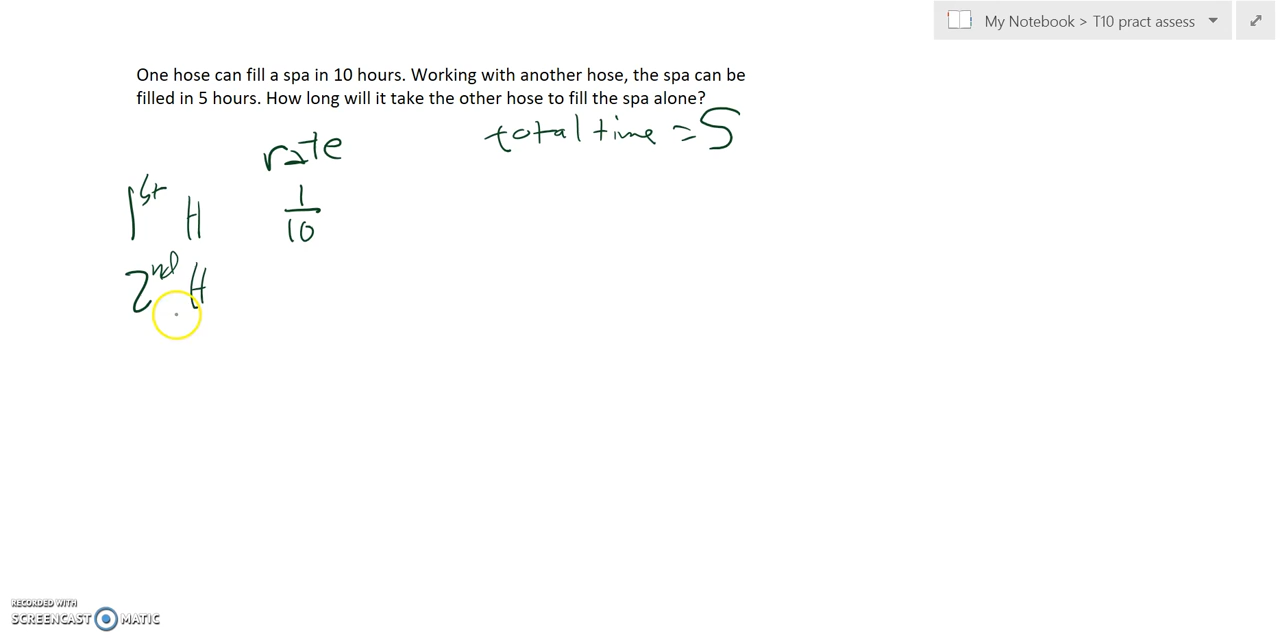 My Notebook > T10 pract assess
One hose can fill a spa in 10 hours. Working with another hose, the spa can be
filled in 5 hours. How long will it take the other hose to fill the spa alone?
total time = 5
rate
1st H 1/10
2nd H
RECORDED WITH
SCREENCAST MATIC